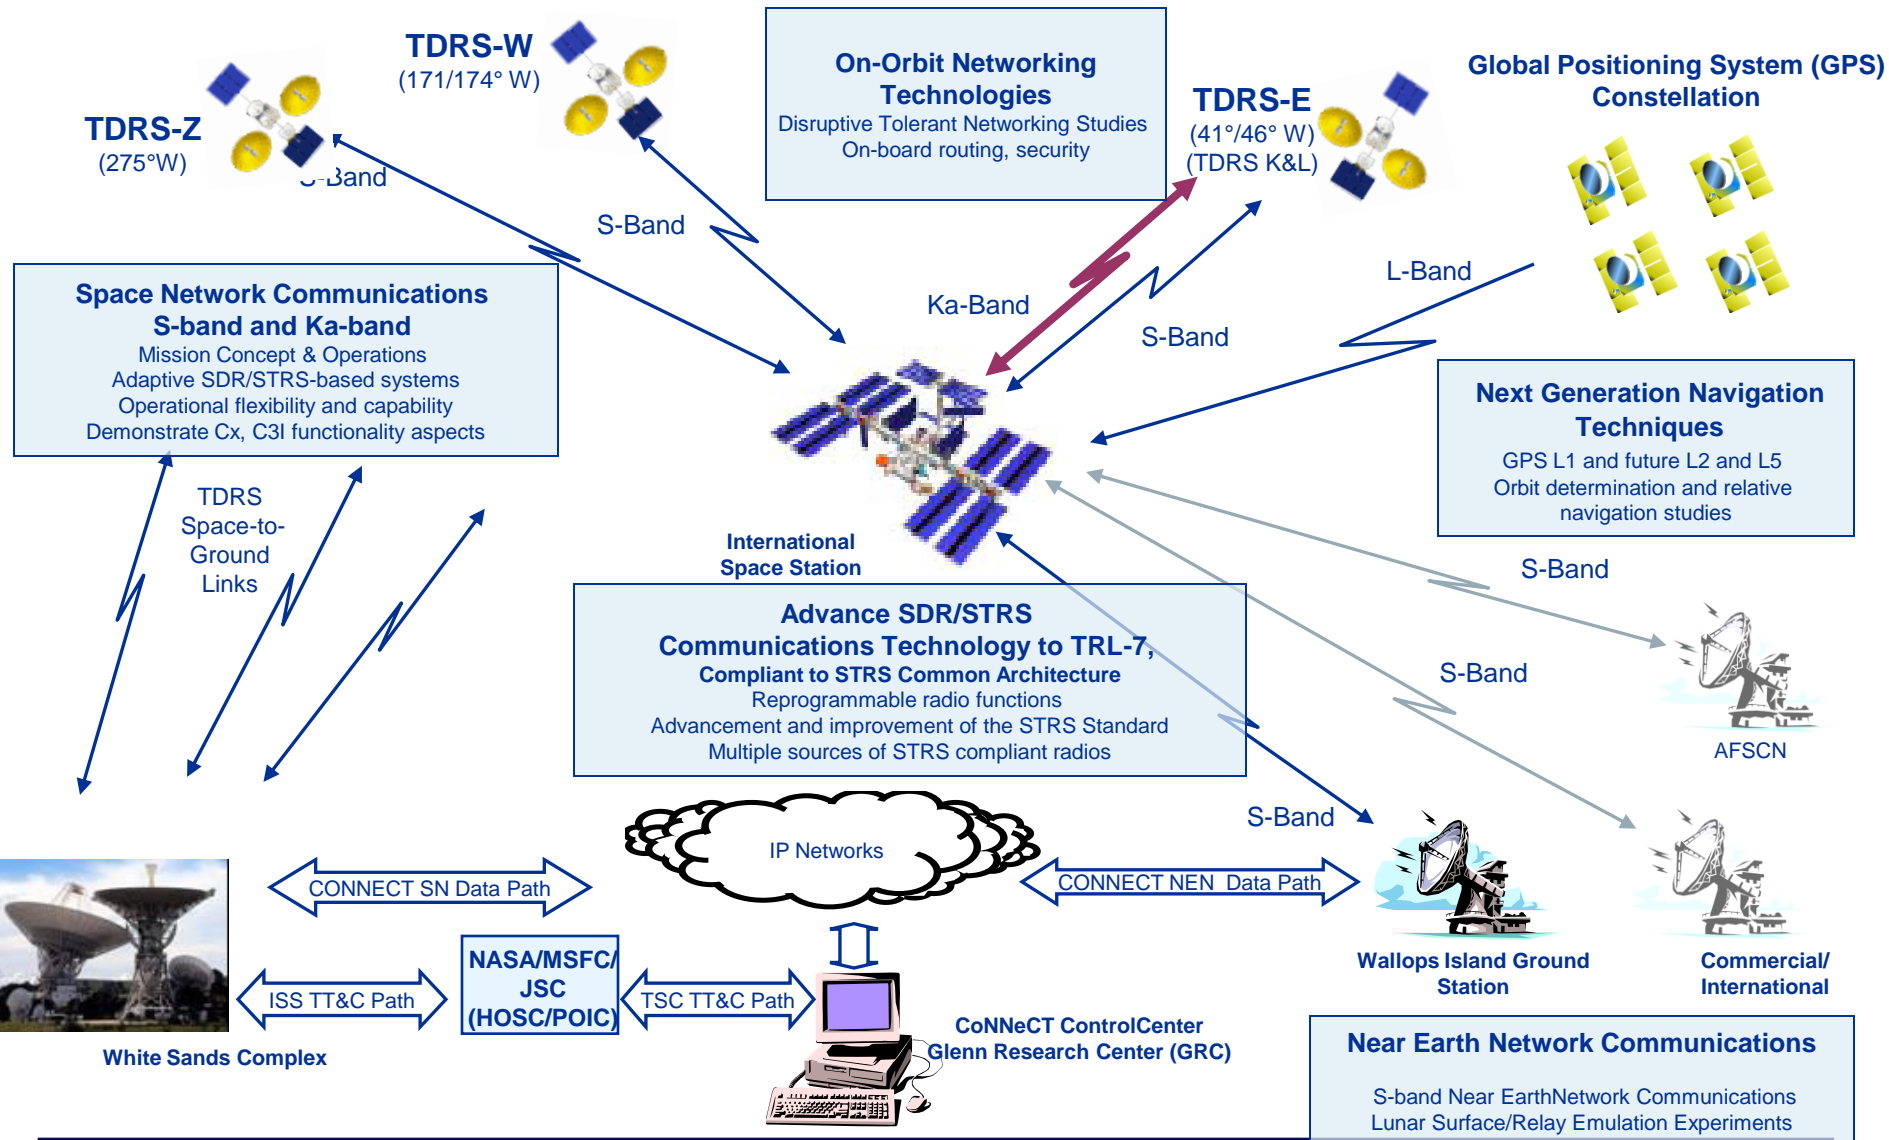 TDRS-Z
(275°W)
S-Band
TDRS-W
(171/174° W)
S-Band
On-Orbit Networking
Technologies
Disruptive Tolerant Networking Studies
On-board routing, security
TDRS-E
(41°/46° W)
(TDRS K&L)
Global Positioning System (GPS)
Constellation
Ka-Band
S-Band
L-Band
Space Network Communications
S-band and Ka-band
Mission Concept & Operations
Adaptive SDR/STRS-based systems
Operational flexibility and capability
Demonstrate Cx, C3I functionality aspects
Next Generation Navigation
Techniques
GPS L1 and future L2 and L5
Orbit determination and relative
navigation studies
TDRS
Space-to-
Ground
Links
International
Space Station
S-Band
S-Band
AFSCN
Advance SDR/STRS
Communications Technology to TRL-7,
Compliant to STRS Common Architecture
Reprogrammable radio functions
Advancement and improvement of the STRS Standard
Multiple sources of STRS compliant radios
S-Band
IP Networks
CONNECT SN Data Path
CONNECT NEN Data Path
NASA/MSFC/
JSC
(HOSC/POIC)
ISS TT&C Path
TSC TT&C Path
White Sands Complex
CoNNeCT ControlCenter
Glenn Research Center (GRC)
Wallops Island Ground
Station
Commercial/
International
Near Earth Network Communications
S-band Near EarthNetwork Communications
Lunar Surface/Relay Emulation Experiments